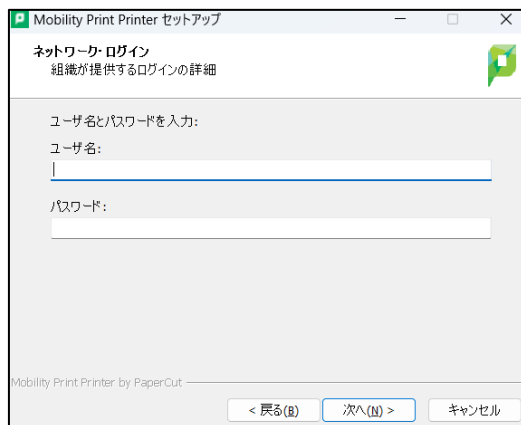 Mobility Print Printer セットアップ
ネットワーク・ログイン
組織が提供するログインの詳細
ユーザ名とパスワードを入力:
ユーザ名:
パスワード:
Mobility Print Printer by PaperCut
< 戻る(B) 次へ(N) > キャンセル